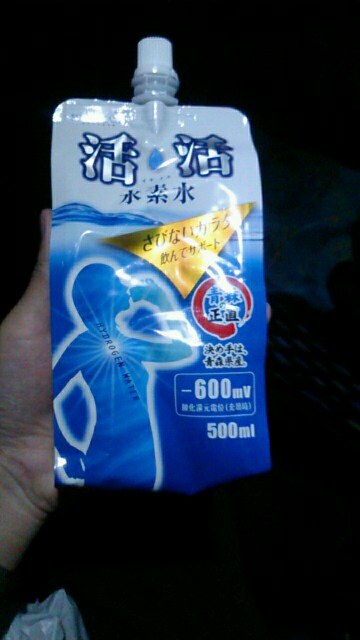 活活
水素水
さびないカラダ
飲んでサポート
青森の
正直
決め手は、
青森県産。
HYDROGEN WATER
-600mV
酸化還元電位(充填時)
500ml